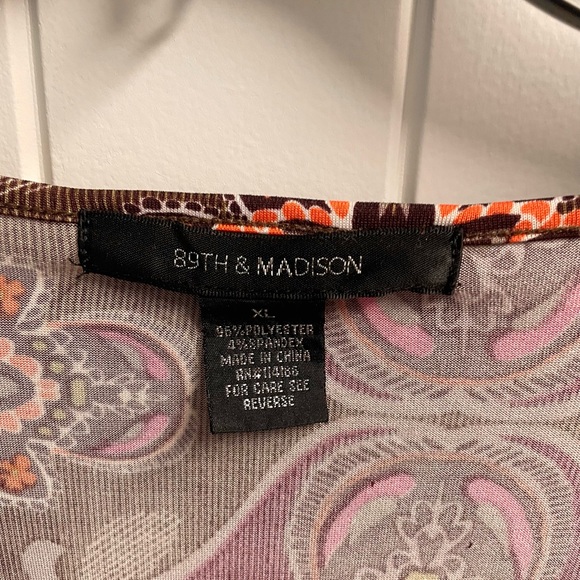 89TH & MADISON
XL
96%POLYESTER
4%SPANDEX
MADE IN CHINA
RN#114186
FOR CARE SEE
REVERSE